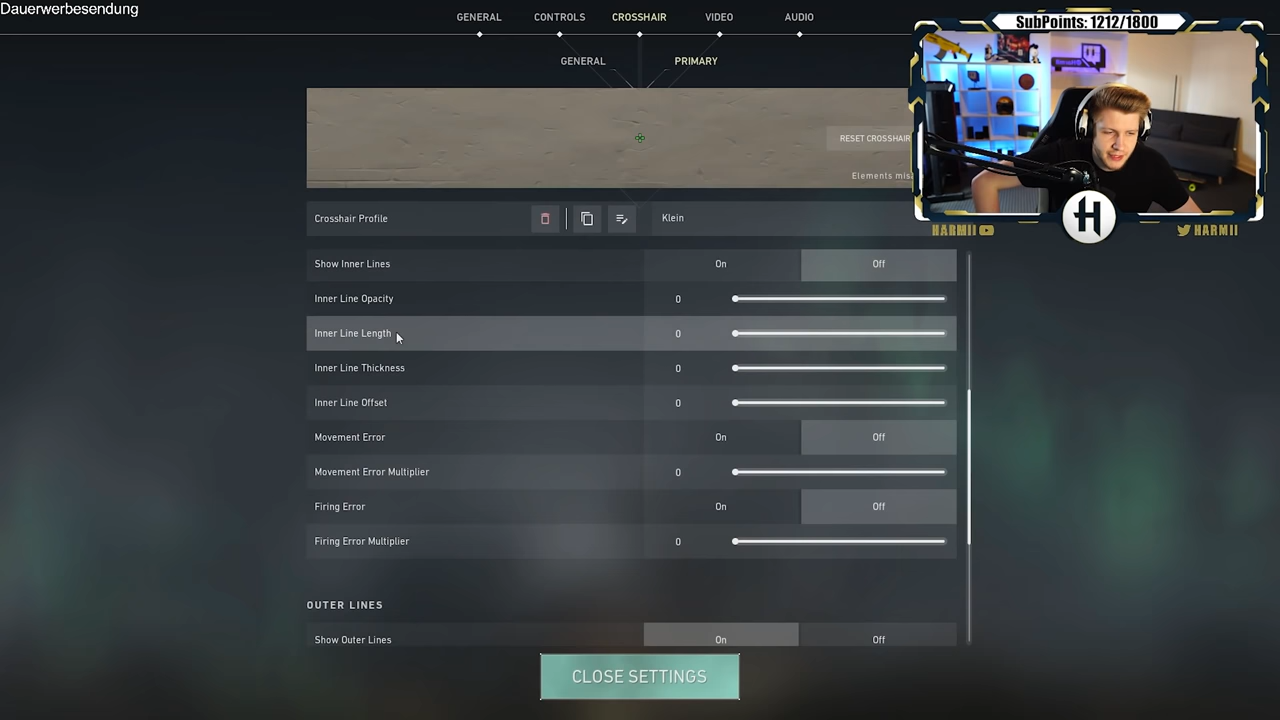 Dauerwerbesendung
GENERAL CONTROLS CROSSHAIR VIDEO AUDIO
SubPoints: 1212/1800
GENERAL PRIMARY
RESET CROSSHAIR
Elements
Crosshair Profile Klein
HARMII HARMII
Show Inner Lines On Off
Inner Line Opacity 0
Inner Line Length 0
Inner Line Thickness 0
Inner Line Offset 0
Movement Error On Off
Movement Error Multiplier 0
Firing Error On Off
Firing Error Multiplier 0
OUTER LINES
Show Outer Lines On Off
CLOSE SETTINGS